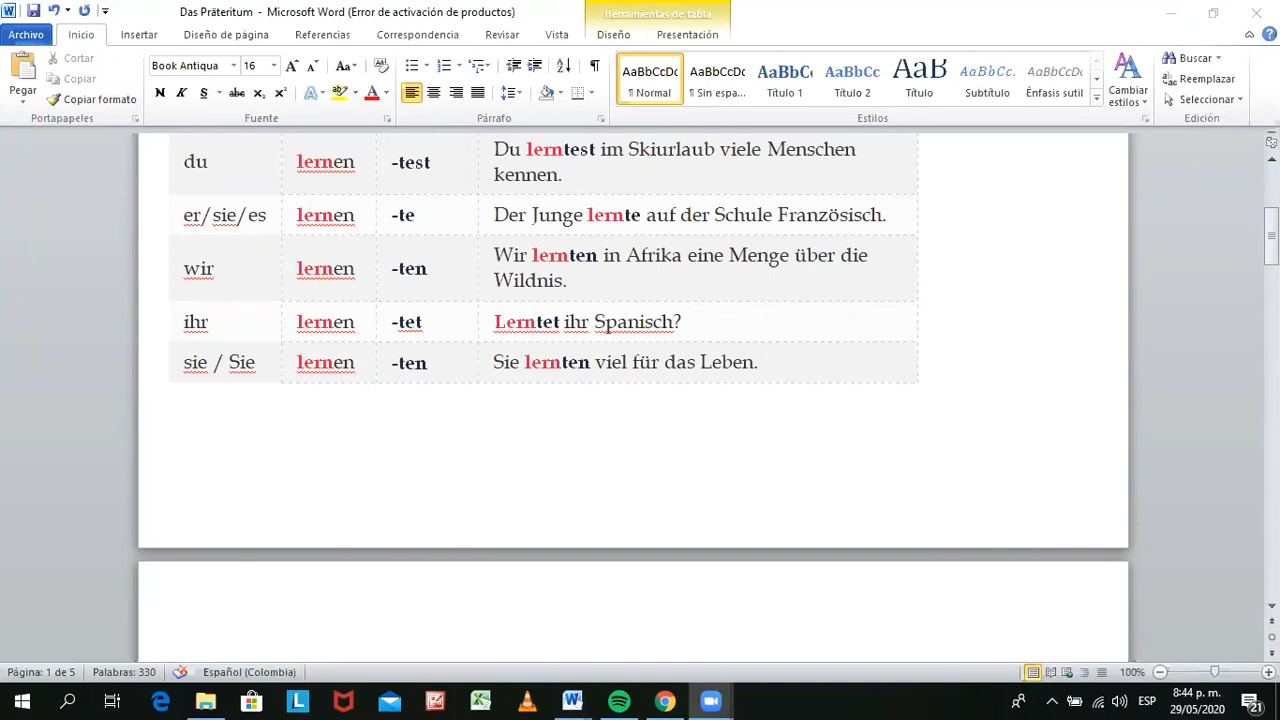 Das Präteritum - Microsoft Word (Error de activación de productos)
Herramientas de tabla
Archivo Inicio Insertar Diseño de página Referencias Correspondencia Revisar Vista Diseño Presentación
Pegar
Cortar
Copiar
Copiar formato
Portapapeles
Book Antiqua 16
N K S abc x₂ x²
Fuente
Párrafo
AaBbCcDc AaBbCcDc AaBbC AaBbCc AaB AaBbCc AaBbCcDc
¶ Normal ¶ Sin espa... Título 1 Título 2 Título Subtítulo Énfasis sutil
Cambiar estilos
Estilos
Buscar
Reemplazar
Seleccionar
Edición
du lernen -test Du lerntest im Skiurlaub viele Menschen
kennen.
er/sie/es lernen -te Der Junge lernte auf der Schule Französisch.
wir lernen -ten Wir lernten in Afrika eine Menge über die
Wildnis.
ihr lernen -tet Lerntet ihr Spanisch?
sie / Sie lernen -ten Sie lernten viel für das Leben.
Página: 1 de 5 Palabras: 330 Español (Colombia) 100%
ESP 8:44 p. m.
29/05/2020 21